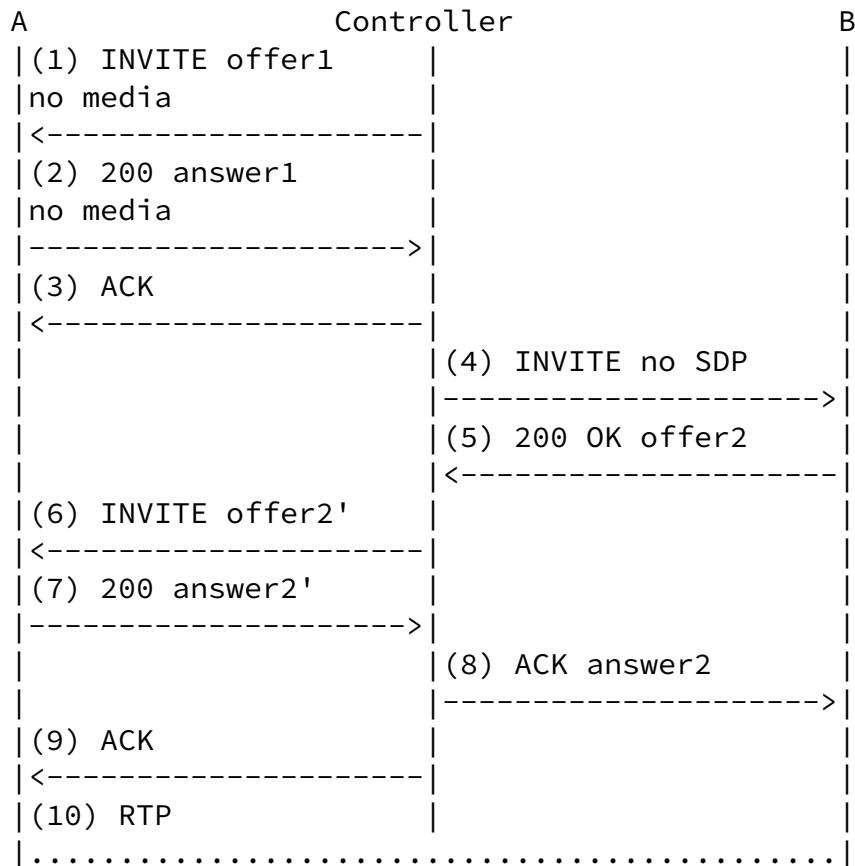 A                 Controller                  B
|(1) INVITE offer1     |                      |
|no media              |                      |
|<---------------------|                      |
|(2) 200 answer1       |                      |
|no media              |                      |
|--------------------->|                      |
|(3) ACK               |                      |
|<---------------------|                      |
|                      |(4) INVITE no SDP     |
|                      |--------------------->|
|                      |(5) 200 OK offer2     |
|                      |<---------------------|
|(6) INVITE offer2'    |                      |
|<---------------------|                      |
|(7) 200 answer2'      |                      |
|--------------------->|                      |
|                      |(8) ACK answer2       |
|                      |--------------------->|
|(9) ACK               |                      |
|<---------------------|                      |
|(10) RTP              |                      |
|.............................................|